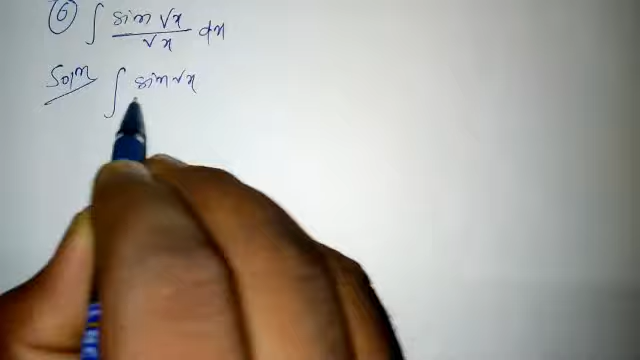 ⑥ ∫ sin √x / √x dx
Soln ∫ sin √x